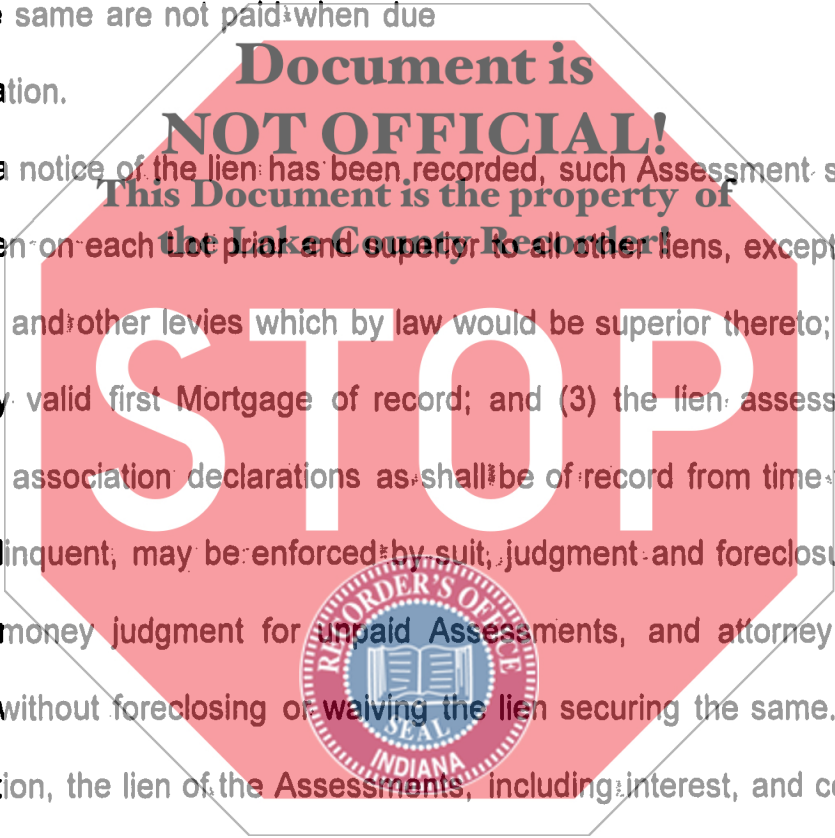 same are not paid when due
Document is
ation.
NOT OFFICIAL!
notice of the lien has been recorded, such Assessment s
This Document is the property of
en on each Lot prior and superior to all other liens, except
the Lake County Recorder!
and other levies which by law would be superior thereto;
STOP
y valid first Mortgage of record; and (3) the lien assess
association declarations as shall be of record from time
linquent, may be enforced by suit, judgment and foreclosu
RECORDER'S OFFICE
money judgment for unpaid Assessments, and attorney
without foreclosing or waiving the lien securing the same.
SEAL
INDIANA
tion, the lien of the Assessments, including interest, and co